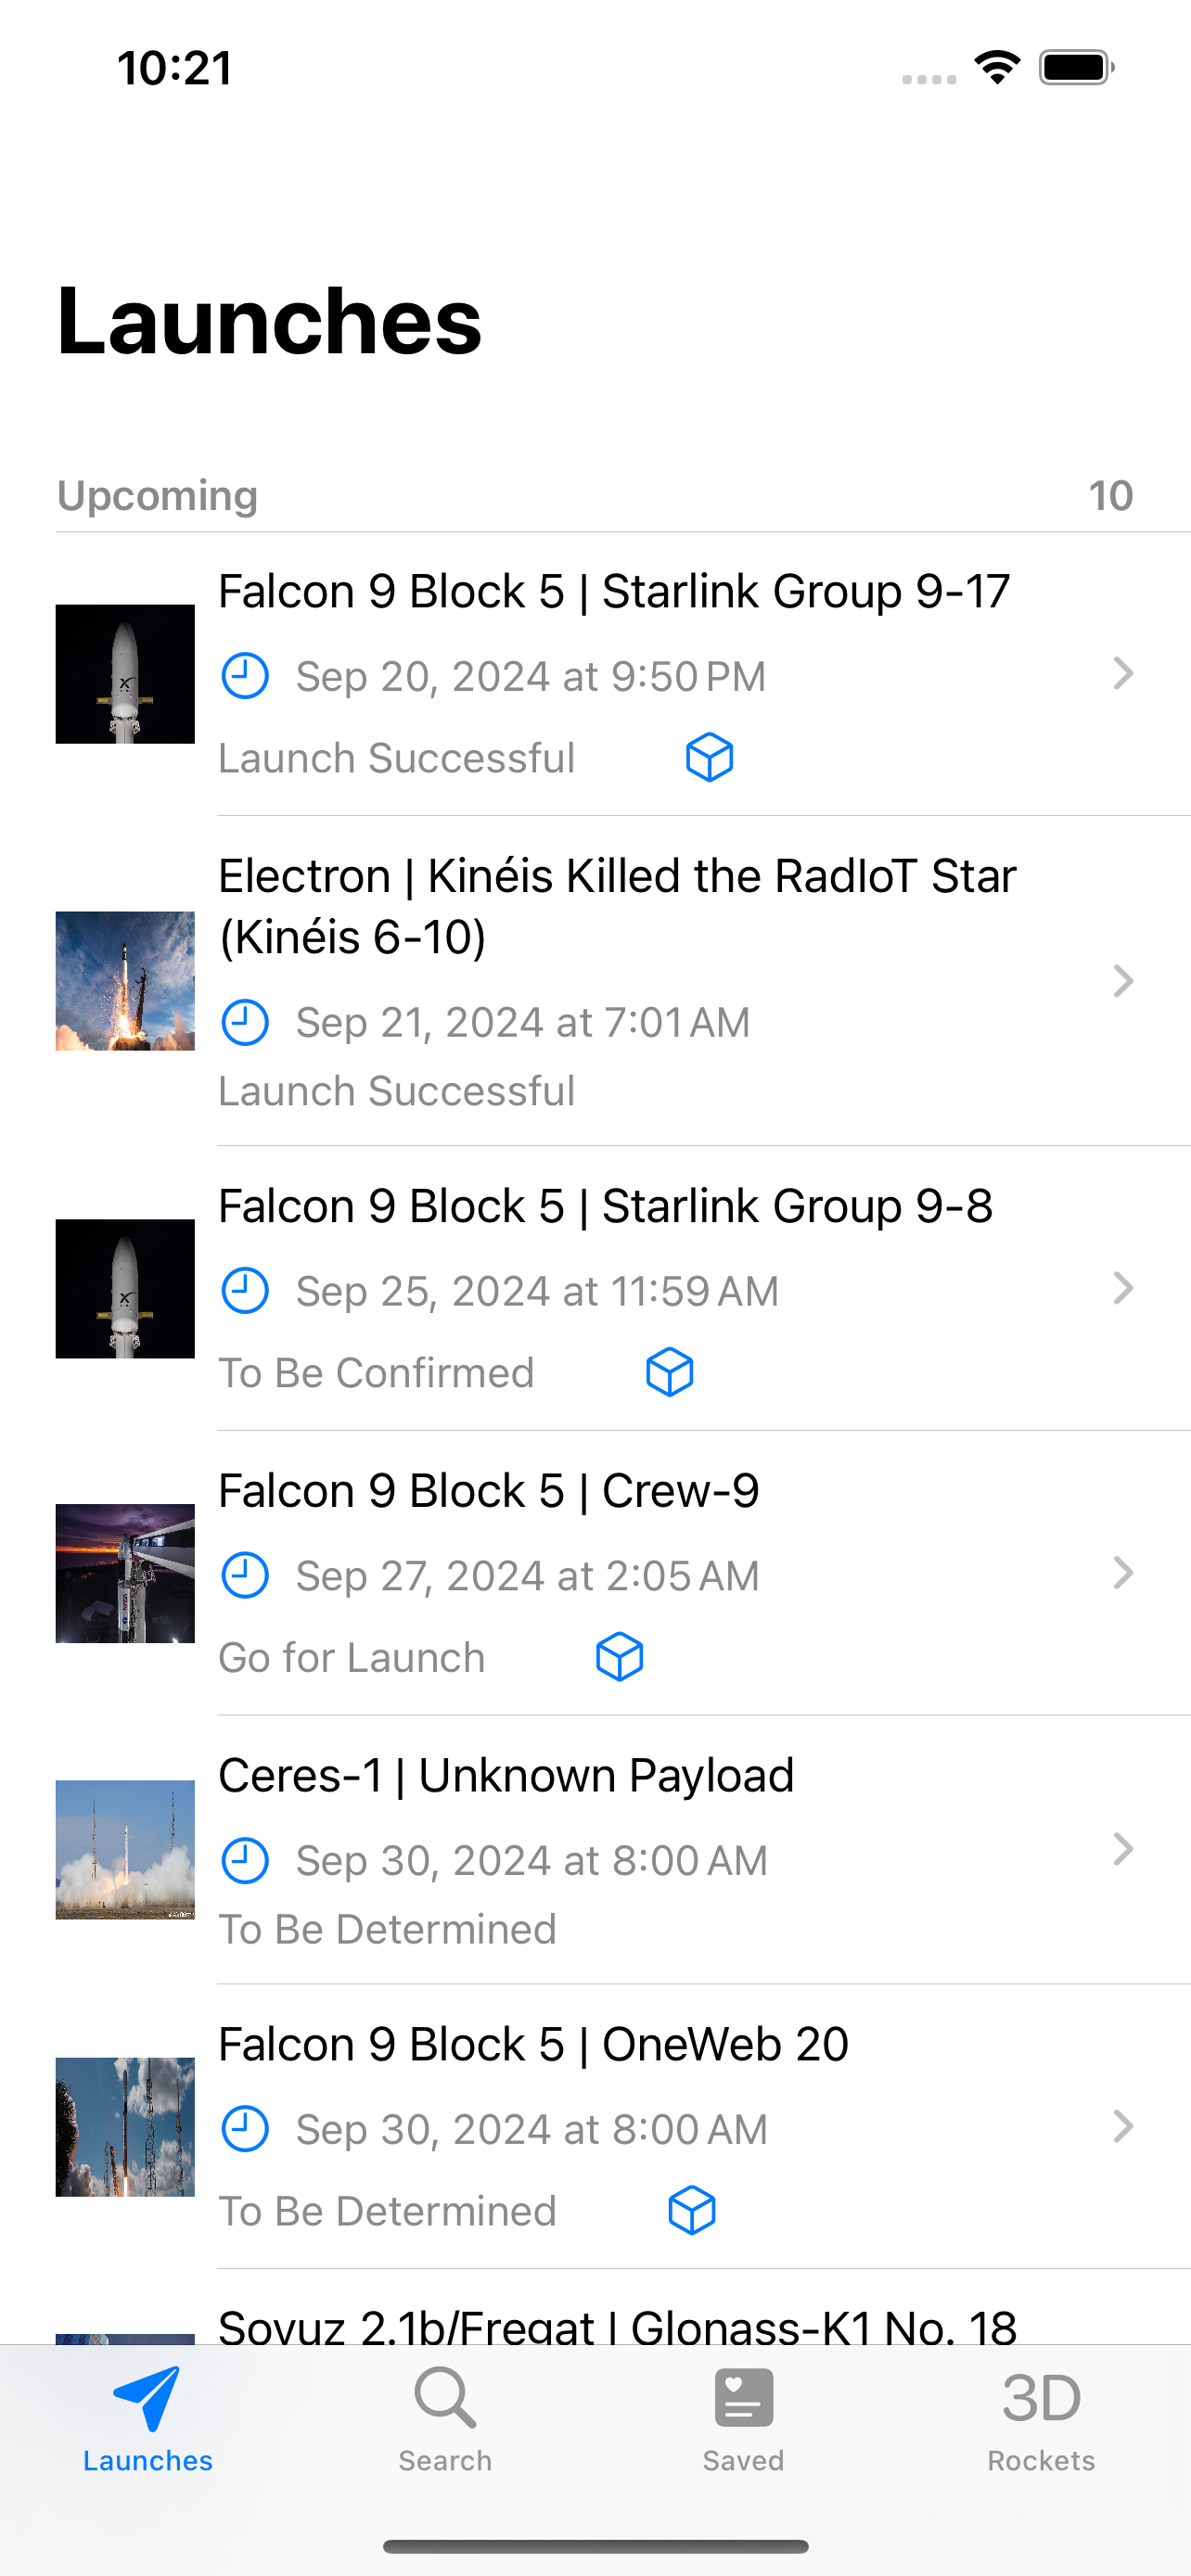 10:21
Launches
Upcoming 10
Falcon 9 Block 5 | Starlink Group 9-17
Sep 20, 2024 at 9:50 PM
Launch Successful
Electron | Kinéis Killed the RadIoT Star
(Kinéis 6-10)
Sep 21, 2024 at 7:01 AM
Launch Successful
Falcon 9 Block 5 | Starlink Group 9-8
Sep 25, 2024 at 11:59 AM
To Be Confirmed
Falcon 9 Block 5 | Crew-9
Sep 27, 2024 at 2:05 AM
Go for Launch
Ceres-1 | Unknown Payload
Sep 30, 2024 at 8:00 AM
To Be Determined
Falcon 9 Block 5 | OneWeb 20
Sep 30, 2024 at 8:00 AM
To Be Determined
Soyuz 2.1b/Fregat | Glonass-K1 No. 18
3D
Launches Search Saved Rockets